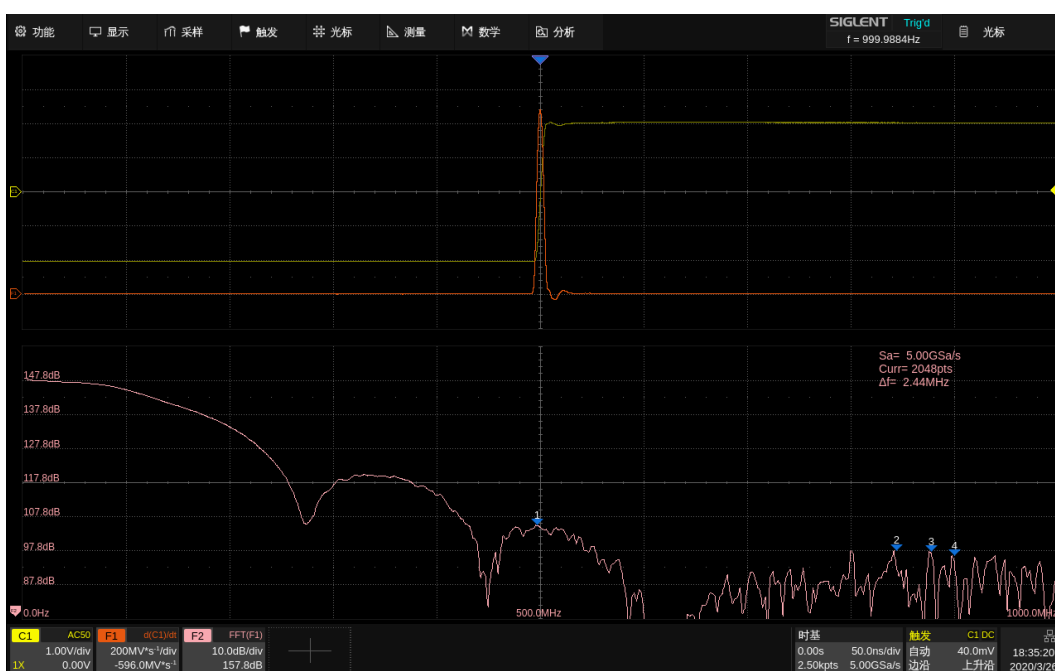 功能 显示 采样 触发 光标 测量 数学 分析 SIGLENT Trig'd 光标
f = 999.9884Hz
Sa= 5.00GSa/s
Curr= 2048pts
Δf= 2.44MHz
147.8dB
137.8dB
127.8dB
117.8dB
107.8dB
1
97.8dB
2 3 4
87.8dB
0.0Hz 500.0MHz 1000.0MHz
C1 AC50 F1 d(C1)/dt F2 FFT(F1) 时基 触发 C1 DC
1.00V/div 200MV*s⁻¹/div 10.0dB/div 0.00s 50.0ns/div 自动 40.0mV 18:35:20
1X 0.00V -596.0mV*s⁻¹ 157.8dB 2.50kpts 5.00GSa/s 边沿 上升沿